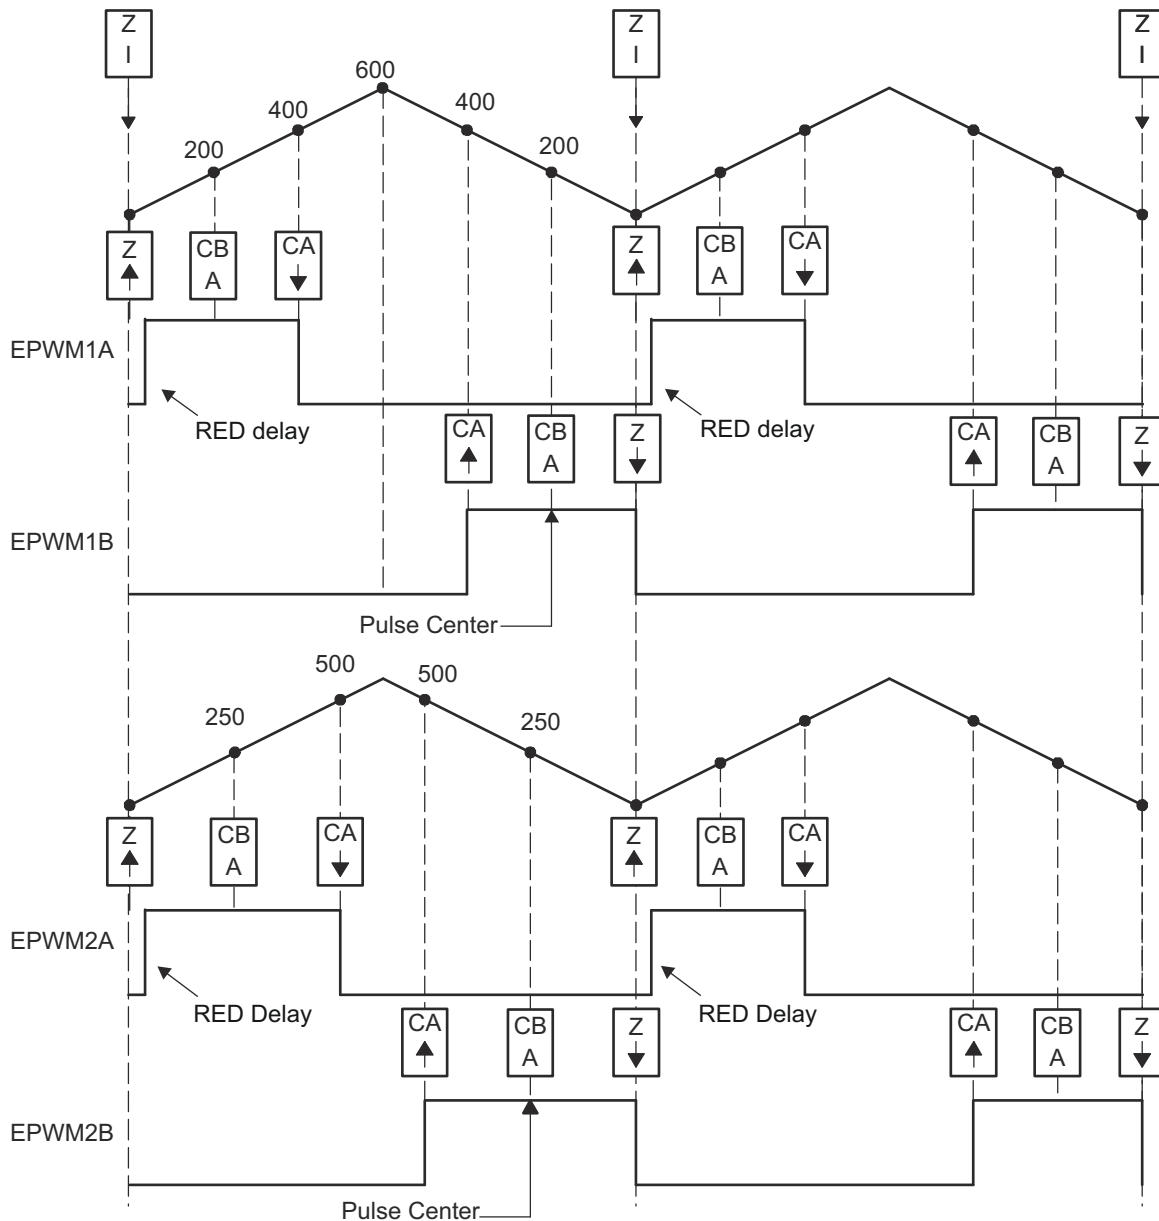 Z
I
Z
I
Z
I
600
400
400
200
200
Z
CB
A
CA
Z
CB
A
CA
EPWM1A
RED delay
RED delay
CA
CB
A
Z
CA
CB
A
Z
EPWM1B
Pulse Center
500
500
250
250
Z
CB
A
CA
Z
CB
A
CA
EPWM2A
RED Delay
RED Delay
CA
CB
A
Z
CA
CB
A
Z
EPWM2B
Pulse Center